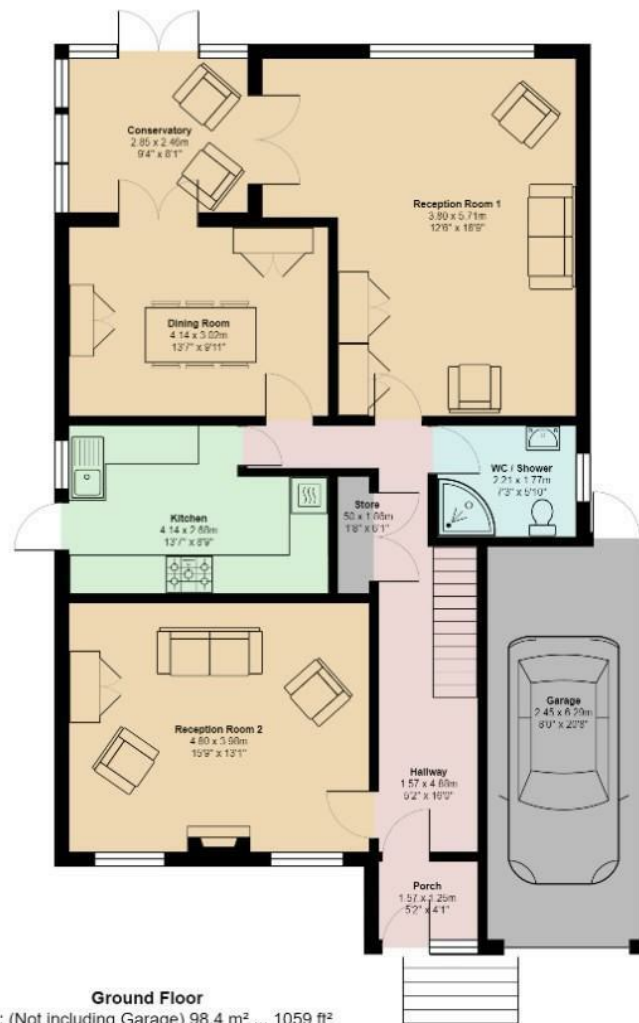 Conservatory
2.85 x 2.46m
9'4" x 8'1"
Reception Room 1
3.80 x 5.71m
12'6" x 18'9"
Dining Room
4.14 x 3.02m
13'7" x 9'11"
WC / Shower
2.21 x 1.77m
7'3" x 5'10"
Store
1'8" x 6'1"
Kitchen
4.14 x 2.68m
13'7" x 8'9"
Garage
2.45 x 6.29m
8'0" x 20'8"
Reception Room 2
4.80 x 3.98m
15'9" x 13'1"
Hallway
1.57 x 4.88m
5'2" x 16'0"
Porch
1.57 x 1.25m
5'2" x 4'1"
Ground Floor
: (Not including Garage) 98.4 m² ... 1059 ft²